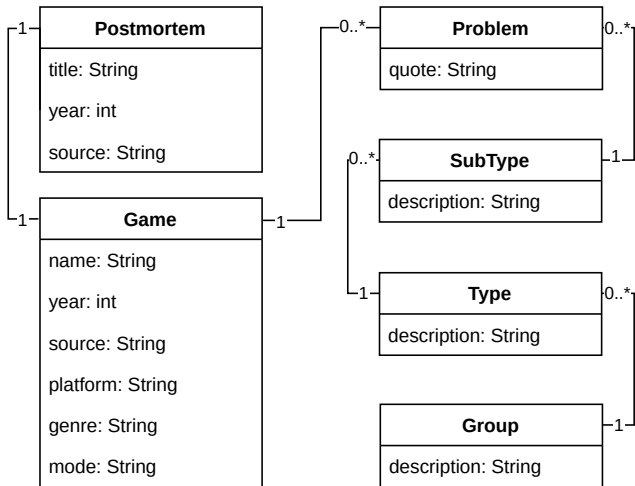 Postmortem
title: String
year: int
source: String
1
1
Game
name: String
year: int
source: String
platform: String
genre: String
mode: String
1
0..*
Problem
quote: String
0..*
1
SubType
description: String
0..*
1
Type
description: String
0..*
1
Group
description: String